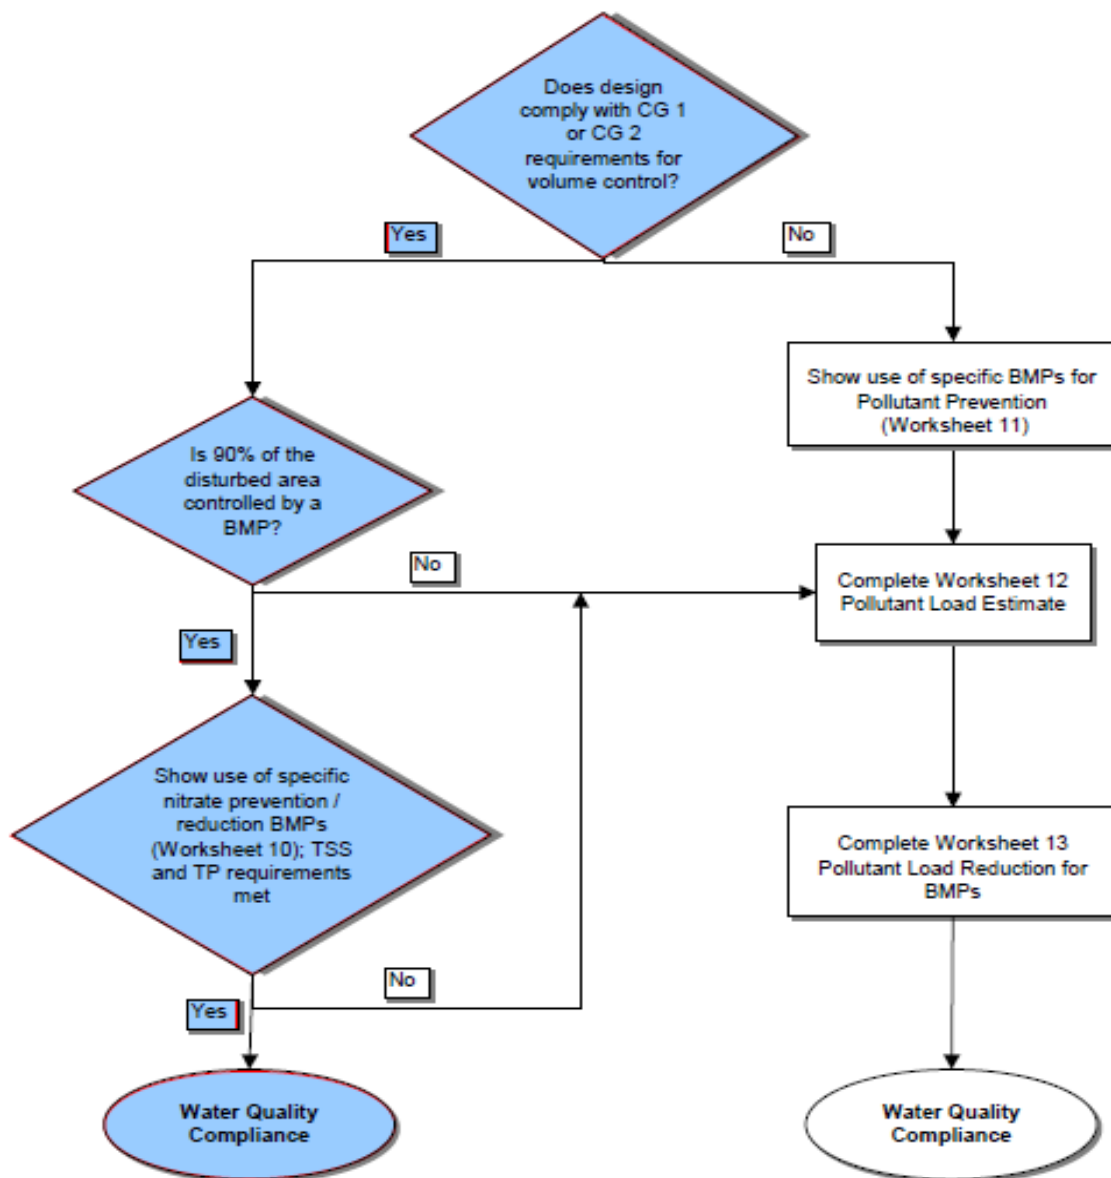 Does design
comply with CG 1
or CG 2
requirements for
volume control?
Yes
No
Show use of specific BMPs for
Pollutant Prevention
(Worksheet 11)
Is 90% of the
disturbed area
controlled by a
BMP?
No
Complete Worksheet 12
Pollutant Load Estimate
Yes
Show use of specific
nitrate prevention /
reduction BMPs
(Worksheet 10); TSS
and TP requirements
met
Complete Worksheet 13
Pollutant Load Reduction for
BMPs
No
Yes
Water Quality
Compliance
Water Quality
Compliance